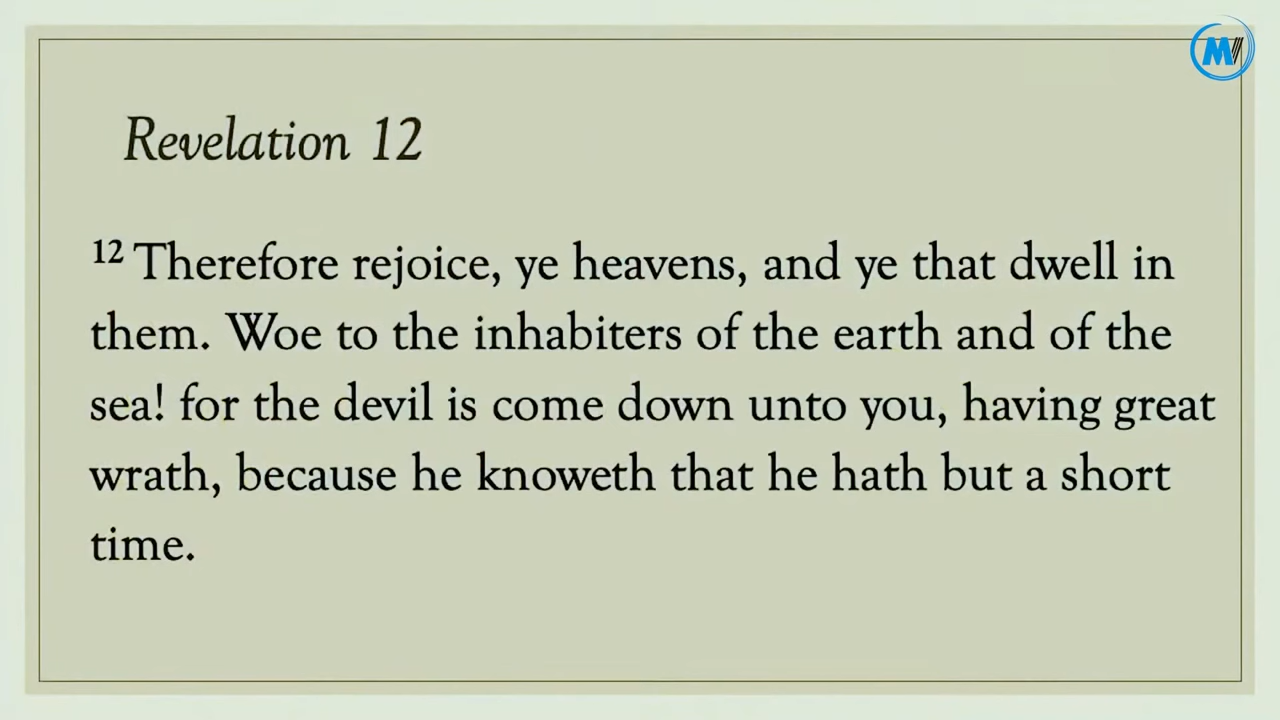 Revelation 12
12 Therefore rejoice, ye heavens, and ye that dwell in
them. Woe to the inhabiters of the earth and of the
sea! for the devil is come down unto you, having great
wrath, because he knoweth that he hath but a short
time.